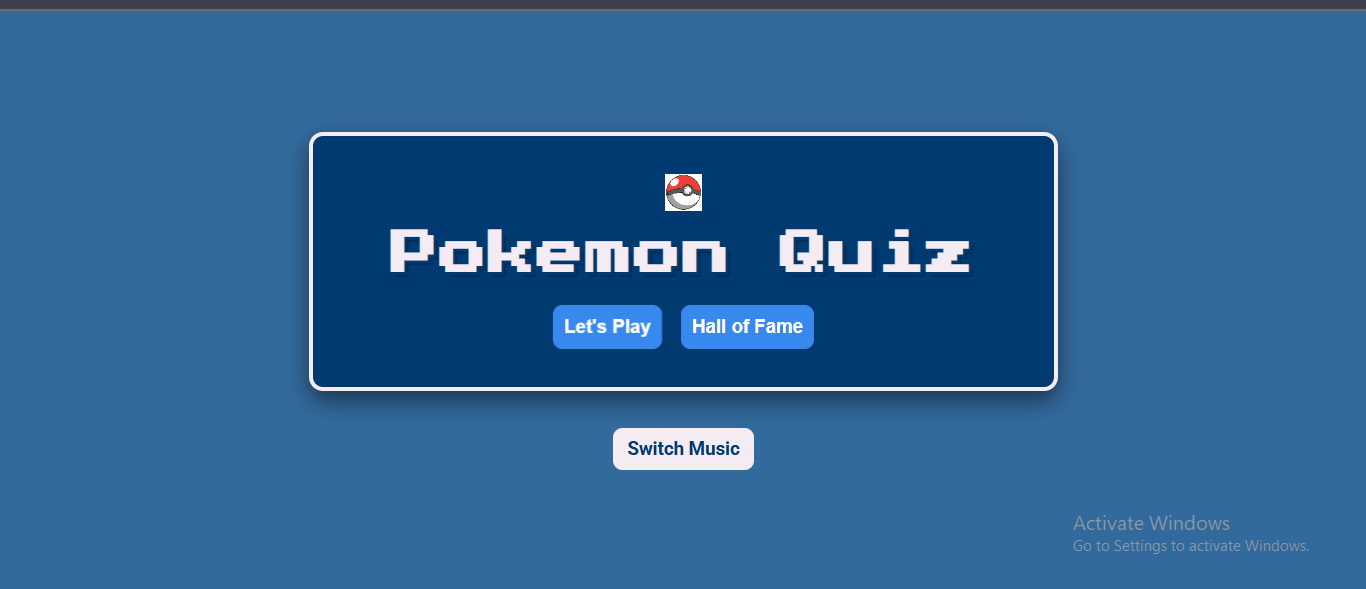 Pokemon Quiz
Let's Play
Hall of Fame
Switch Music
Activate Windows
Go to Settings to activate Windows.